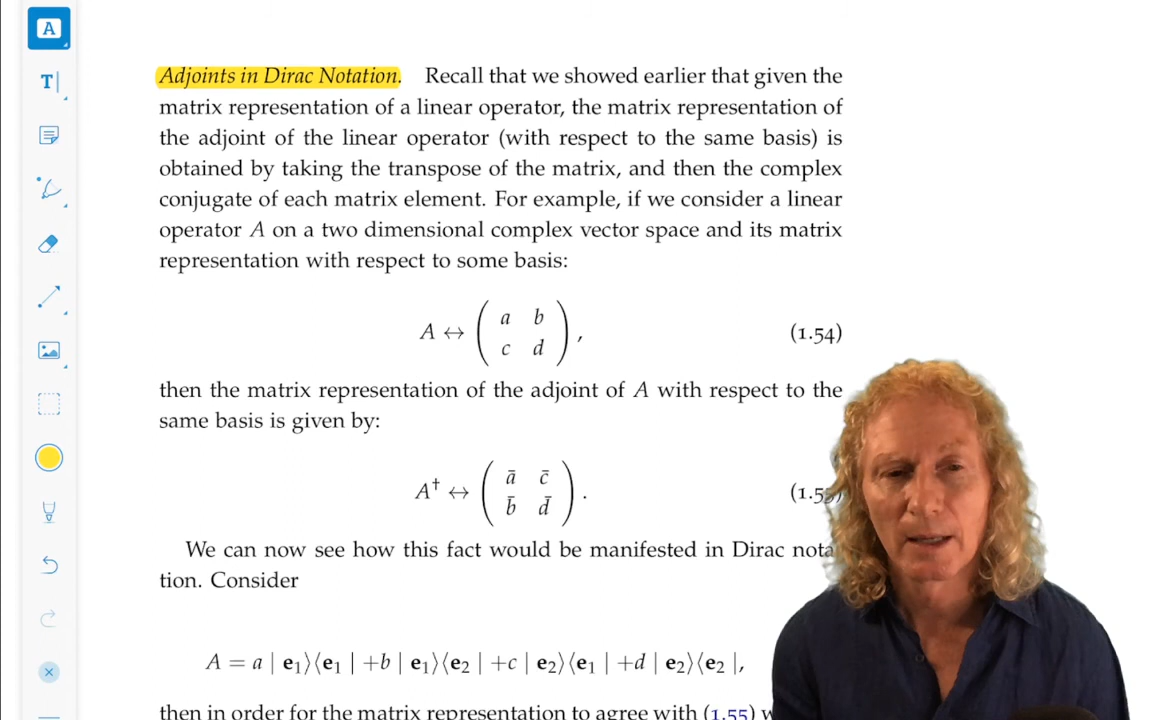 A
T
Adjoints in Dirac Notation. Recall that we showed earlier that given the
matrix representation of a linear operator, the matrix representation of
the adjoint of the linear operator (with respect to the same basis) is
obtained by taking the transpose of the matrix, and then the complex
conjugate of each matrix element. For example, if we consider a linear
operator A on a two dimensional complex vector space and its matrix
representation with respect to some basis:
A ↔ ( a b
c d ), (1.54)
then the matrix representation of the adjoint of A with respect to the
same basis is given by:
A† ↔ ( ā c̄
b̄ d̄ ). (1.55)
We can now see how this fact would be manifested in Dirac nota
tion. Consider
A = a | e₁⟩⟨e₁ | +b | e₁⟩⟨e₂ | +c | e₂⟩⟨e₁ | +d | e₂⟩⟨e₂ |,
then in order for the matrix representation to agree with (1.55) w